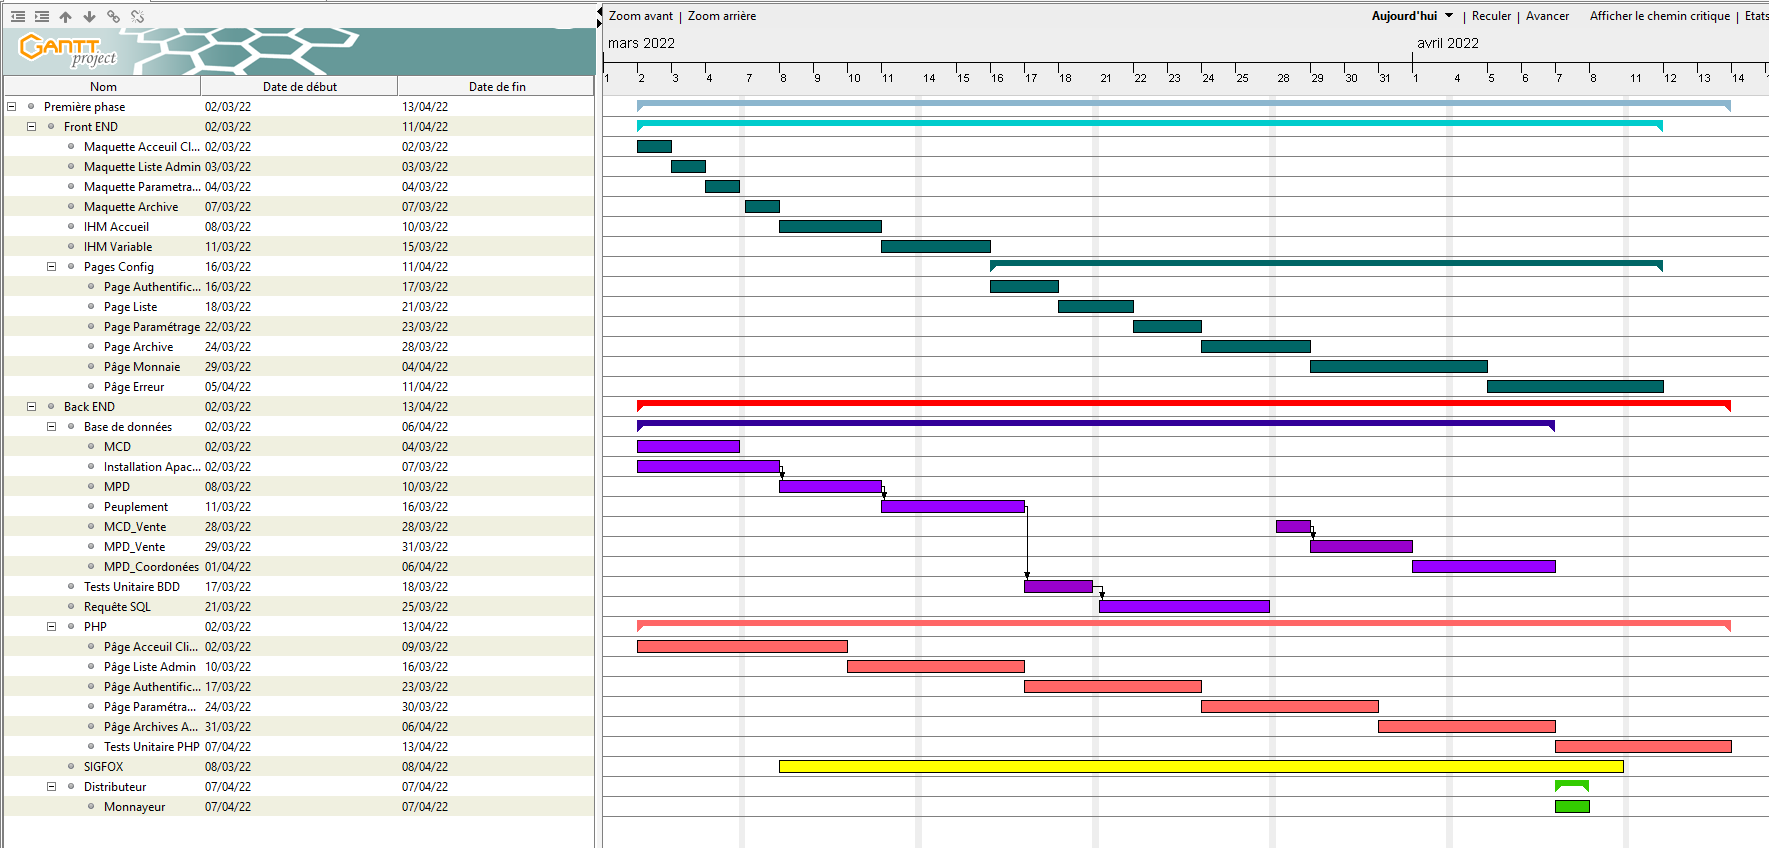 Zoom avant | Zoom arrière
Aujourd'hui | Reculer | Avancer Afficher le chemin critique | Etats
GANTT
project
mars 2022 avril 2022
1 2 3 4 7 8 9 10 11 14 15 16 17 18 21 22 23 24 25 28 29 30 31 1 4 5 6 7 8 11 12 13 14
Nom Date de début Date de fin
Première phase 02/03/22 13/04/22
Front END 02/03/22 11/04/22
Maquette Acceuil Cl... 02/03/22 02/03/22
Maquette Liste Admin 03/03/22 03/03/22
Maquette Parametra... 04/03/22 04/03/22
Maquette Archive 07/03/22 07/03/22
IHM Accueil 08/03/22 10/03/22
IHM Variable 11/03/22 15/03/22
Pages Config 16/03/22 11/04/22
Page Authentific... 16/03/22 17/03/22
Page Liste 18/03/22 21/03/22
Page Paramétrage 22/03/22 23/03/22
Page Archive 24/03/22 28/03/22
Pâge Monnaie 29/03/22 04/04/22
Pâge Erreur 05/04/22 11/04/22
Back END 02/03/22 13/04/22
Base de données 02/03/22 06/04/22
MCD 02/03/22 04/03/22
Installation Apac... 02/03/22 07/03/22
MPD 08/03/22 10/03/22
Peuplement 11/03/22 16/03/22
MCD_Vente 28/03/22 28/03/22
MPD_Vente 29/03/22 31/03/22
MPD_Coordonées 01/04/22 06/04/22
Tests Unitaire BDD 17/03/22 18/03/22
Requête SQL 21/03/22 25/03/22
PHP 02/03/22 13/04/22
Pâge Acceuil Cli... 02/03/22 09/03/22
Pâge Liste Admin 10/03/22 16/03/22
Pâge Authentific... 17/03/22 23/03/22
Pâge Paramétra... 24/03/22 30/03/22
Pâge Archives A... 31/03/22 06/04/22
Tests Unitaire PHP 07/04/22 13/04/22
SIGFOX 08/03/22 08/04/22
Distributeur 07/04/22 07/04/22
Monnayeur 07/04/22 07/04/22